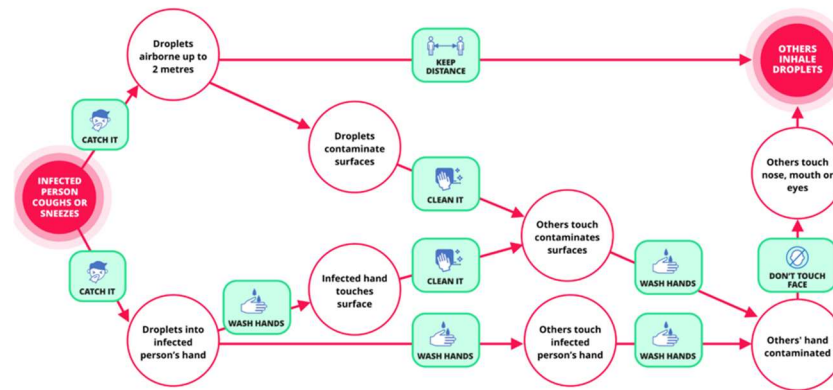 Droplets
airborne up to
2 metres
KEEP
DISTANCE
OTHERS
INHALE
DROPLETS
CATCH IT
Droplets
contaminate
surfaces
INFECTED
PERSON
COUGHS OR
SNEEZES
CLEAN IT
Others touch
nose, mouth or
eyes
Others touch
contaminates
surfaces
CATCH IT
Infected hand
touches
surface
CLEAN IT
WASH HANDS
DON'T TOUCH
FACE
WASH HANDS
Droplets into
infected
person's hand
WASH HANDS
Others touch
infected
person's hand
WASH HANDS
Others' hand
contaminated